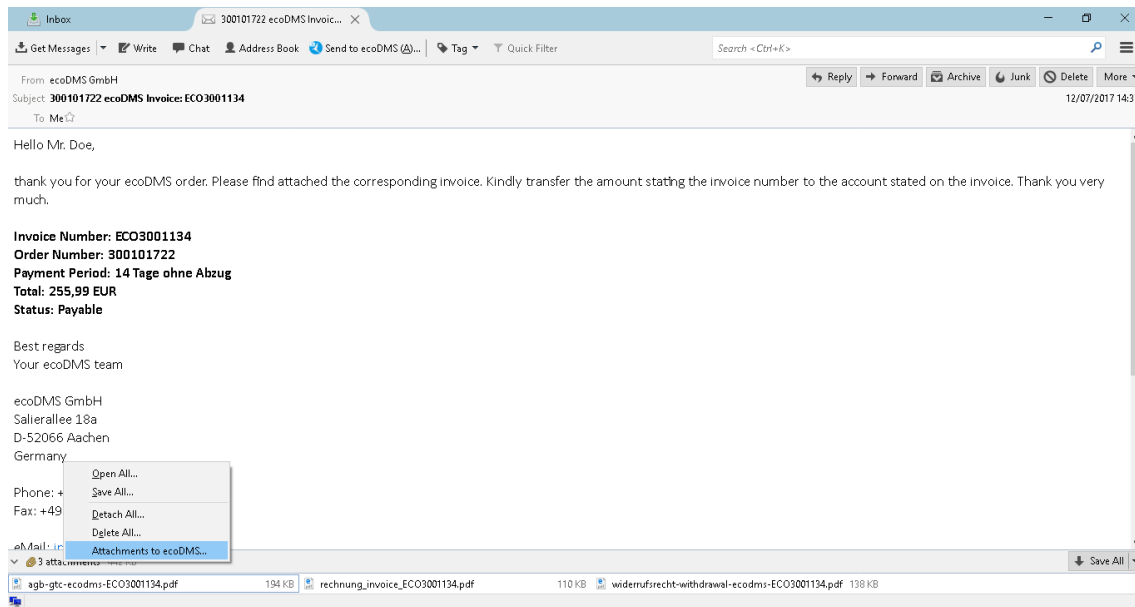 Inbox
300101722 ecoDMS Invoic...
Get Messages Write Chat Address Book Send to ecoDMS (A)... Tag Quick Filter Search <Ctrl+K>
From ecoDMS GmbH Reply Forward Archive Junk Delete More
Subject 300101722 ecoDMS Invoice: ECO3001134 12/07/2017 14:3
To Me
Hello Mr. Doe,
thank you for your ecoDMS order. Please find attached the corresponding invoice. Kindly transfer the amount stating the invoice number to the account stated on the invoice. Thank you very
much.
Invoice Number: ECO3001134
Order Number: 300101722
Payment Period: 14 Tage ohne Abzug
Total: 255,99 EUR
Status: Payable
Best regards
Your ecoDMS team
ecoDMS GmbH
Salierallee 18a
D-52066 Aachen
Germany
Open All...
Phone: +
Save All...
Fax: +49
Detach All...
Delete All...
eMail:
Attachments to ecoDMS...
3 attachments 442 KB Save All
agb-gtc-ecodms-ECO3001134.pdf 194 KB rechnung_invoice_ECO3001134.pdf 110 KB widerrufsrecht-withdrawal-ecodms-ECO3001134.pdf 138 KB